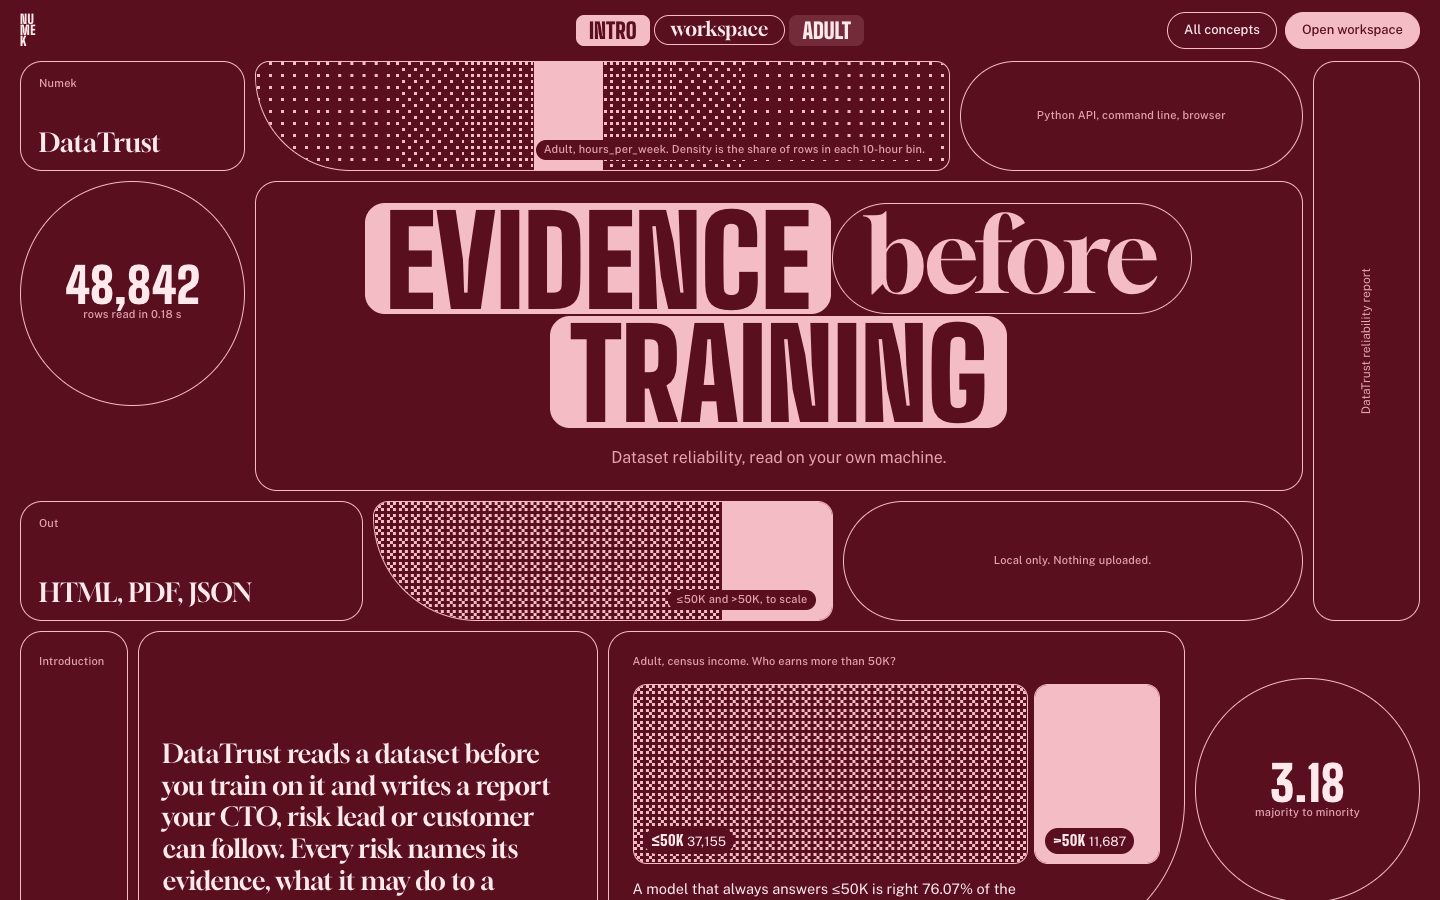 NU
ME
K
INTRO
workspace
ADULT
All concepts
Open workspace
Numek
DataTrust
Adult, hours_per_week. Density is the share of rows in each 10-hour bin.
Python API, command line, browser
48,842
rows read in 0.18 s
EVIDENCE before
TRAINING
Dataset reliability, read on your own machine.
DataTrust reliability report
Out
HTML, PDF, JSON
≤50K and >50K, to scale
Local only. Nothing uploaded.
Introduction
DataTrust reads a dataset before
you train on it and writes a report
your CTO, risk lead or customer
can follow. Every risk names its
evidence, what it may do to a
Adult, census income. Who earns more than 50K?
≤50K 37,155
>50K 11,687
A model that always answers ≤50K is right 76.07% of the
3.18
majority to minority